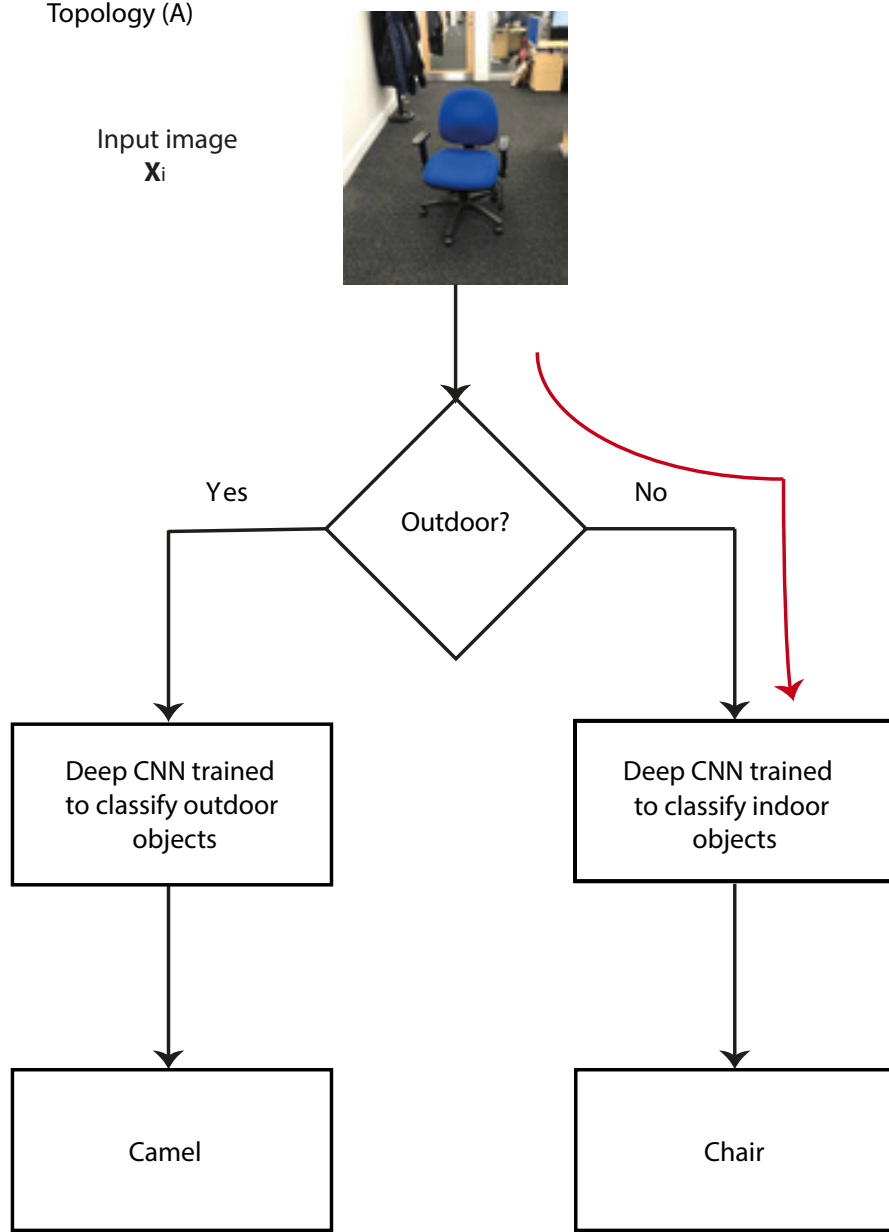 Topology (A)
Input image
Xi
Yes
No
Outdoor?
Deep CNN trained
to classify outdoor
objects
Deep CNN trained
to classify indoor
objects
Camel
Chair